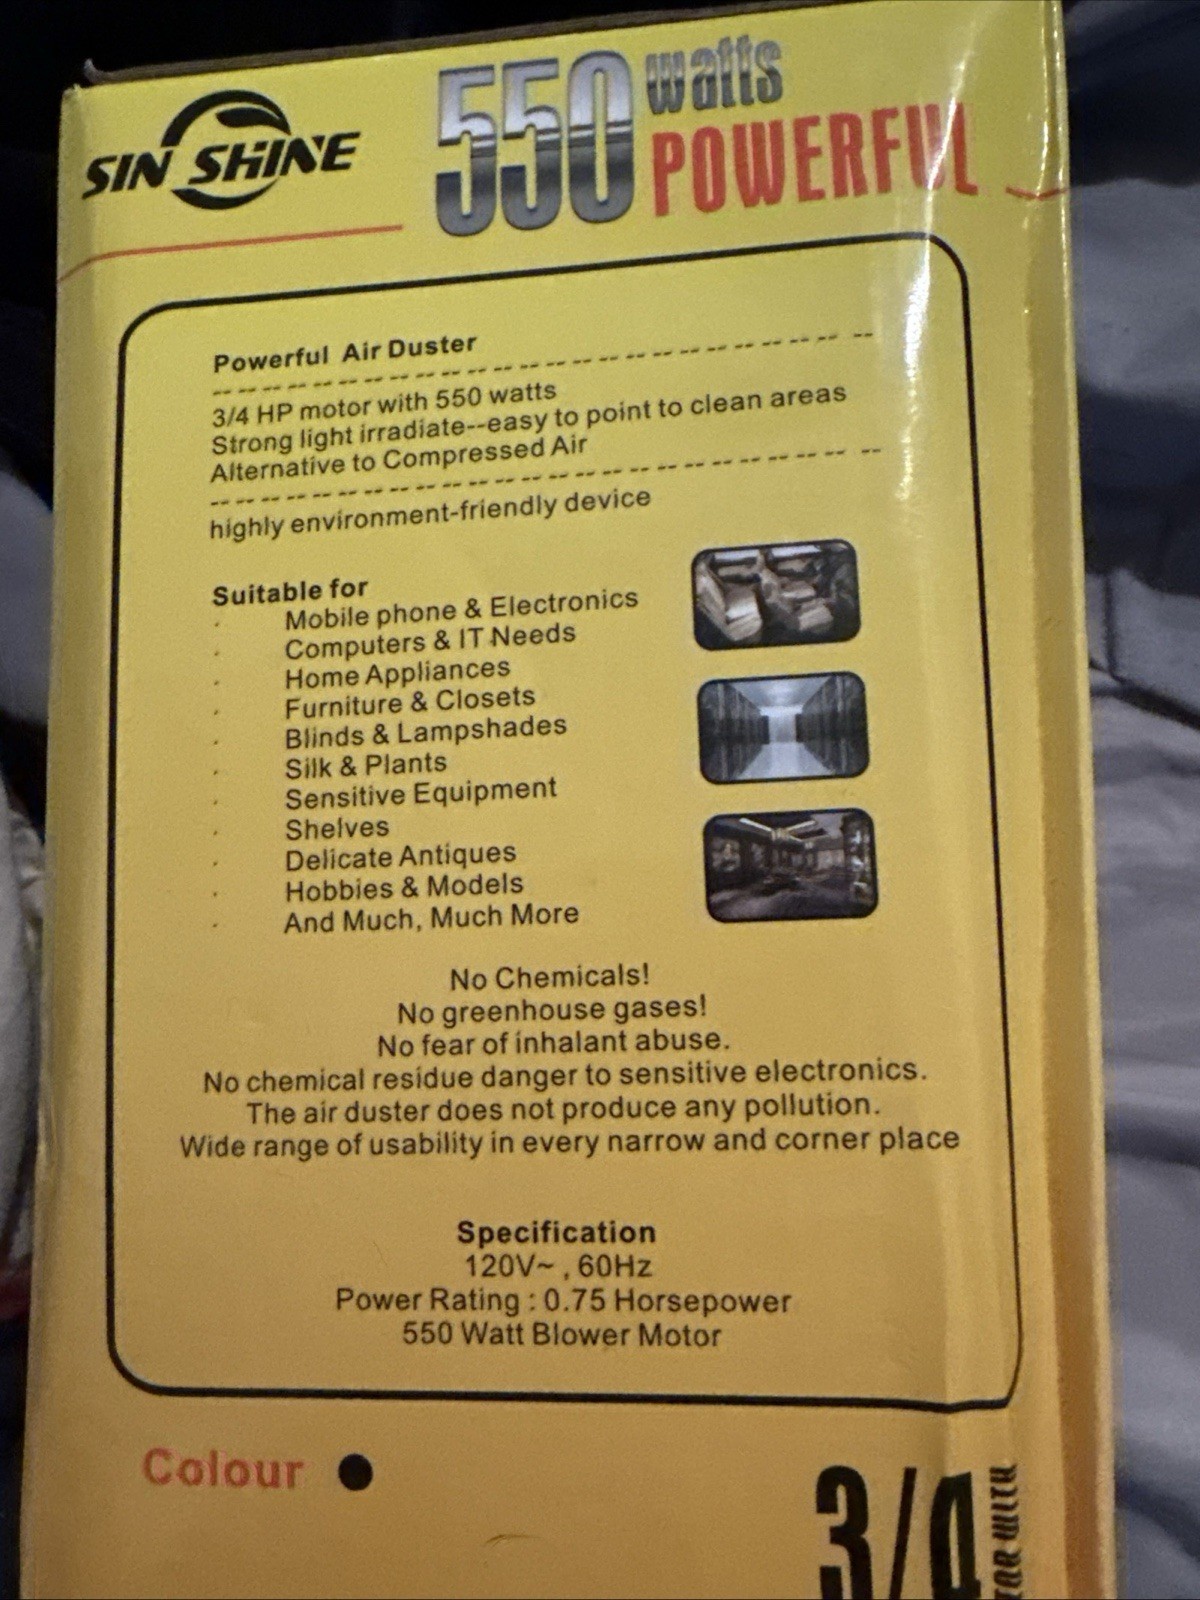 SIN SHINE
550 watts
POWERFUL
Powerful Air Duster
3/4 HP motor with 550 watts
Strong light irradiate--easy to point to clean areas
Alternative to Compressed Air
highly environment-friendly device
Suitable for
· Mobile phone & Electronics
· Computers & IT Needs
· Home Appliances
· Furniture & Closets
· Blinds & Lampshades
· Silk & Plants
· Sensitive Equipment
· Shelves
· Delicate Antiques
· Hobbies & Models
· And Much, Much More
No Chemicals!
No greenhouse gases!
No fear of inhalant abuse.
No chemical residue danger to sensitive electronics.
The air duster does not produce any pollution.
Wide range of usability in every narrow and corner place
Specification
120V~ , 60Hz
Power Rating : 0.75 Horsepower
550 Watt Blower Motor
Colour
3/4
WITH